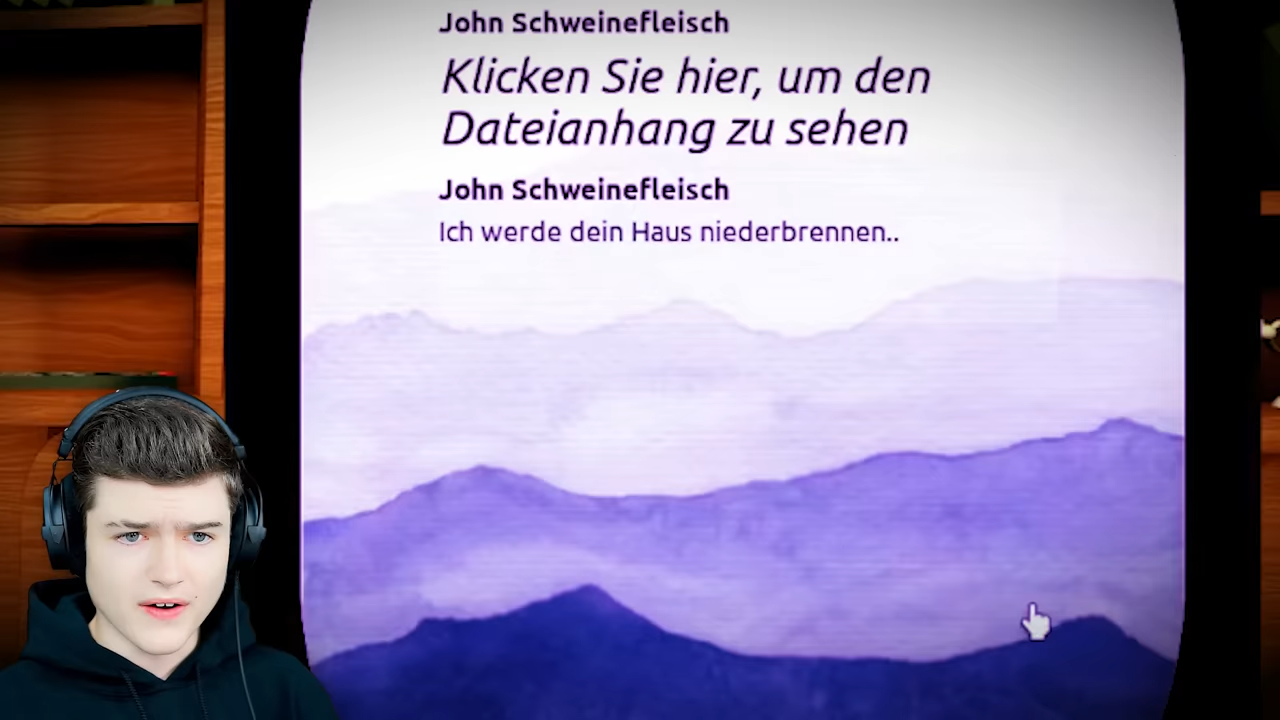 John Schweinefleisch
Klicken Sie hier, um den
Dateianhang zu sehen
John Schweinefleisch
Ich werde dein Haus niederbrennen..